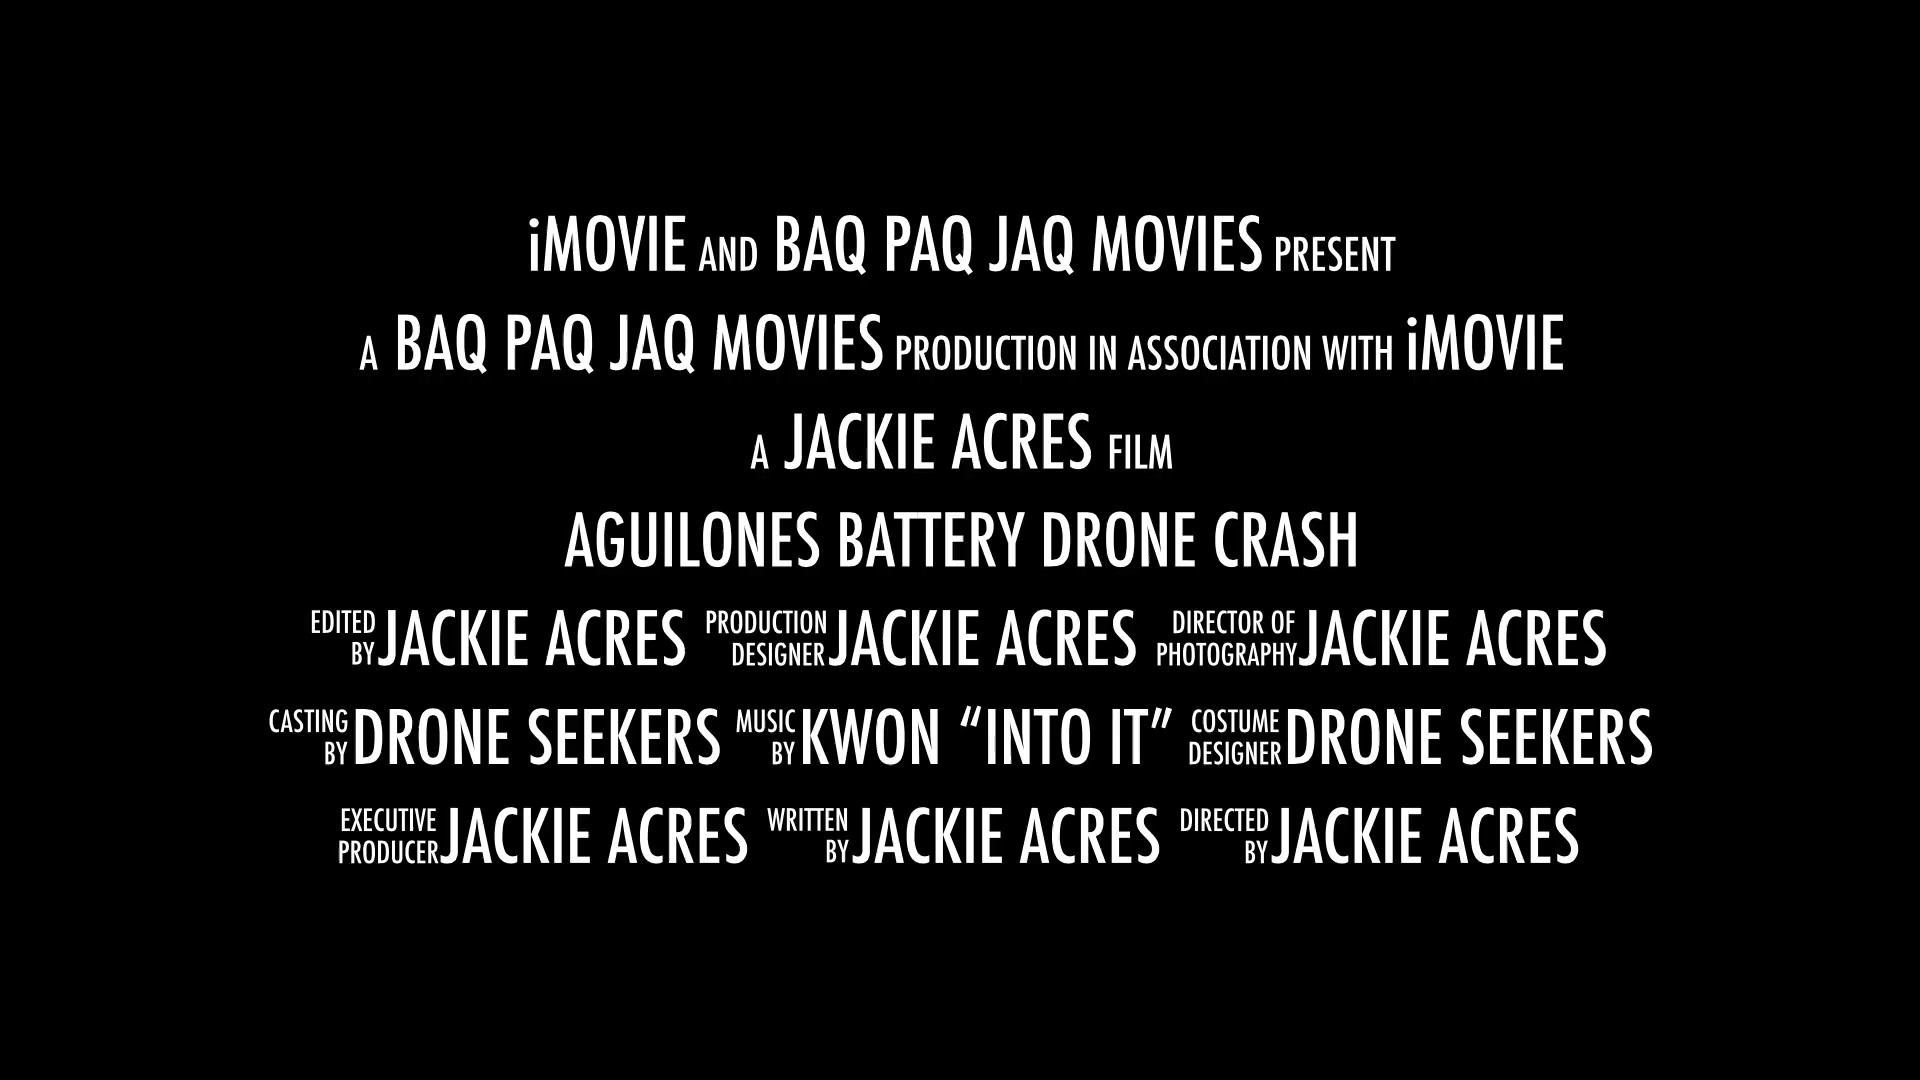 iMOVIE AND BAQ PAQ JAQ MOVIES PRESENT
A BAQ PAQ JAQ MOVIES PRODUCTION IN ASSOCIATION WITH iMOVIE
A JACKIE ACRES FILM
AGUILONES BATTERY DRONE CRASH
EDITED BY JACKIE ACRES PRODUCTION DESIGNER JACKIE ACRES DIRECTOR OF PHOTOGRAPHY JACKIE ACRES
CASTING BY DRONE SEEKERS MUSIC BY KWON “INTO IT” COSTUME DESIGNER DRONE SEEKERS
EXECUTIVE PRODUCER JACKIE ACRES WRITTEN BY JACKIE ACRES DIRECTED BY JACKIE ACRES